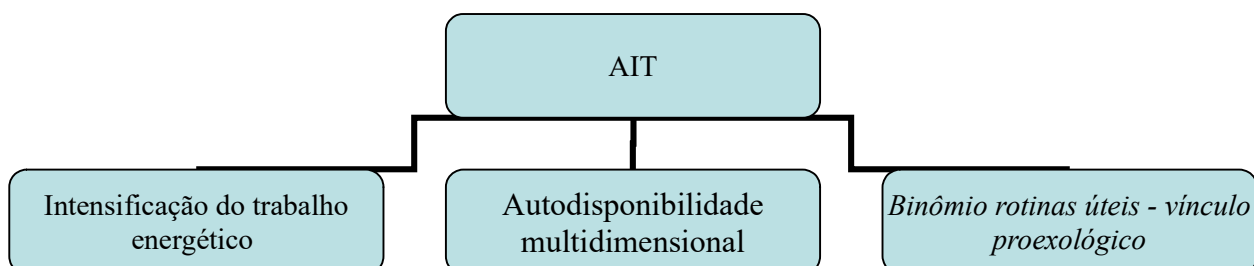 AIT
Intensificação do trabalho
energético
Autodisponibilidade
multidimensional
Binômio rotinas úteis - vínculo
proexológico